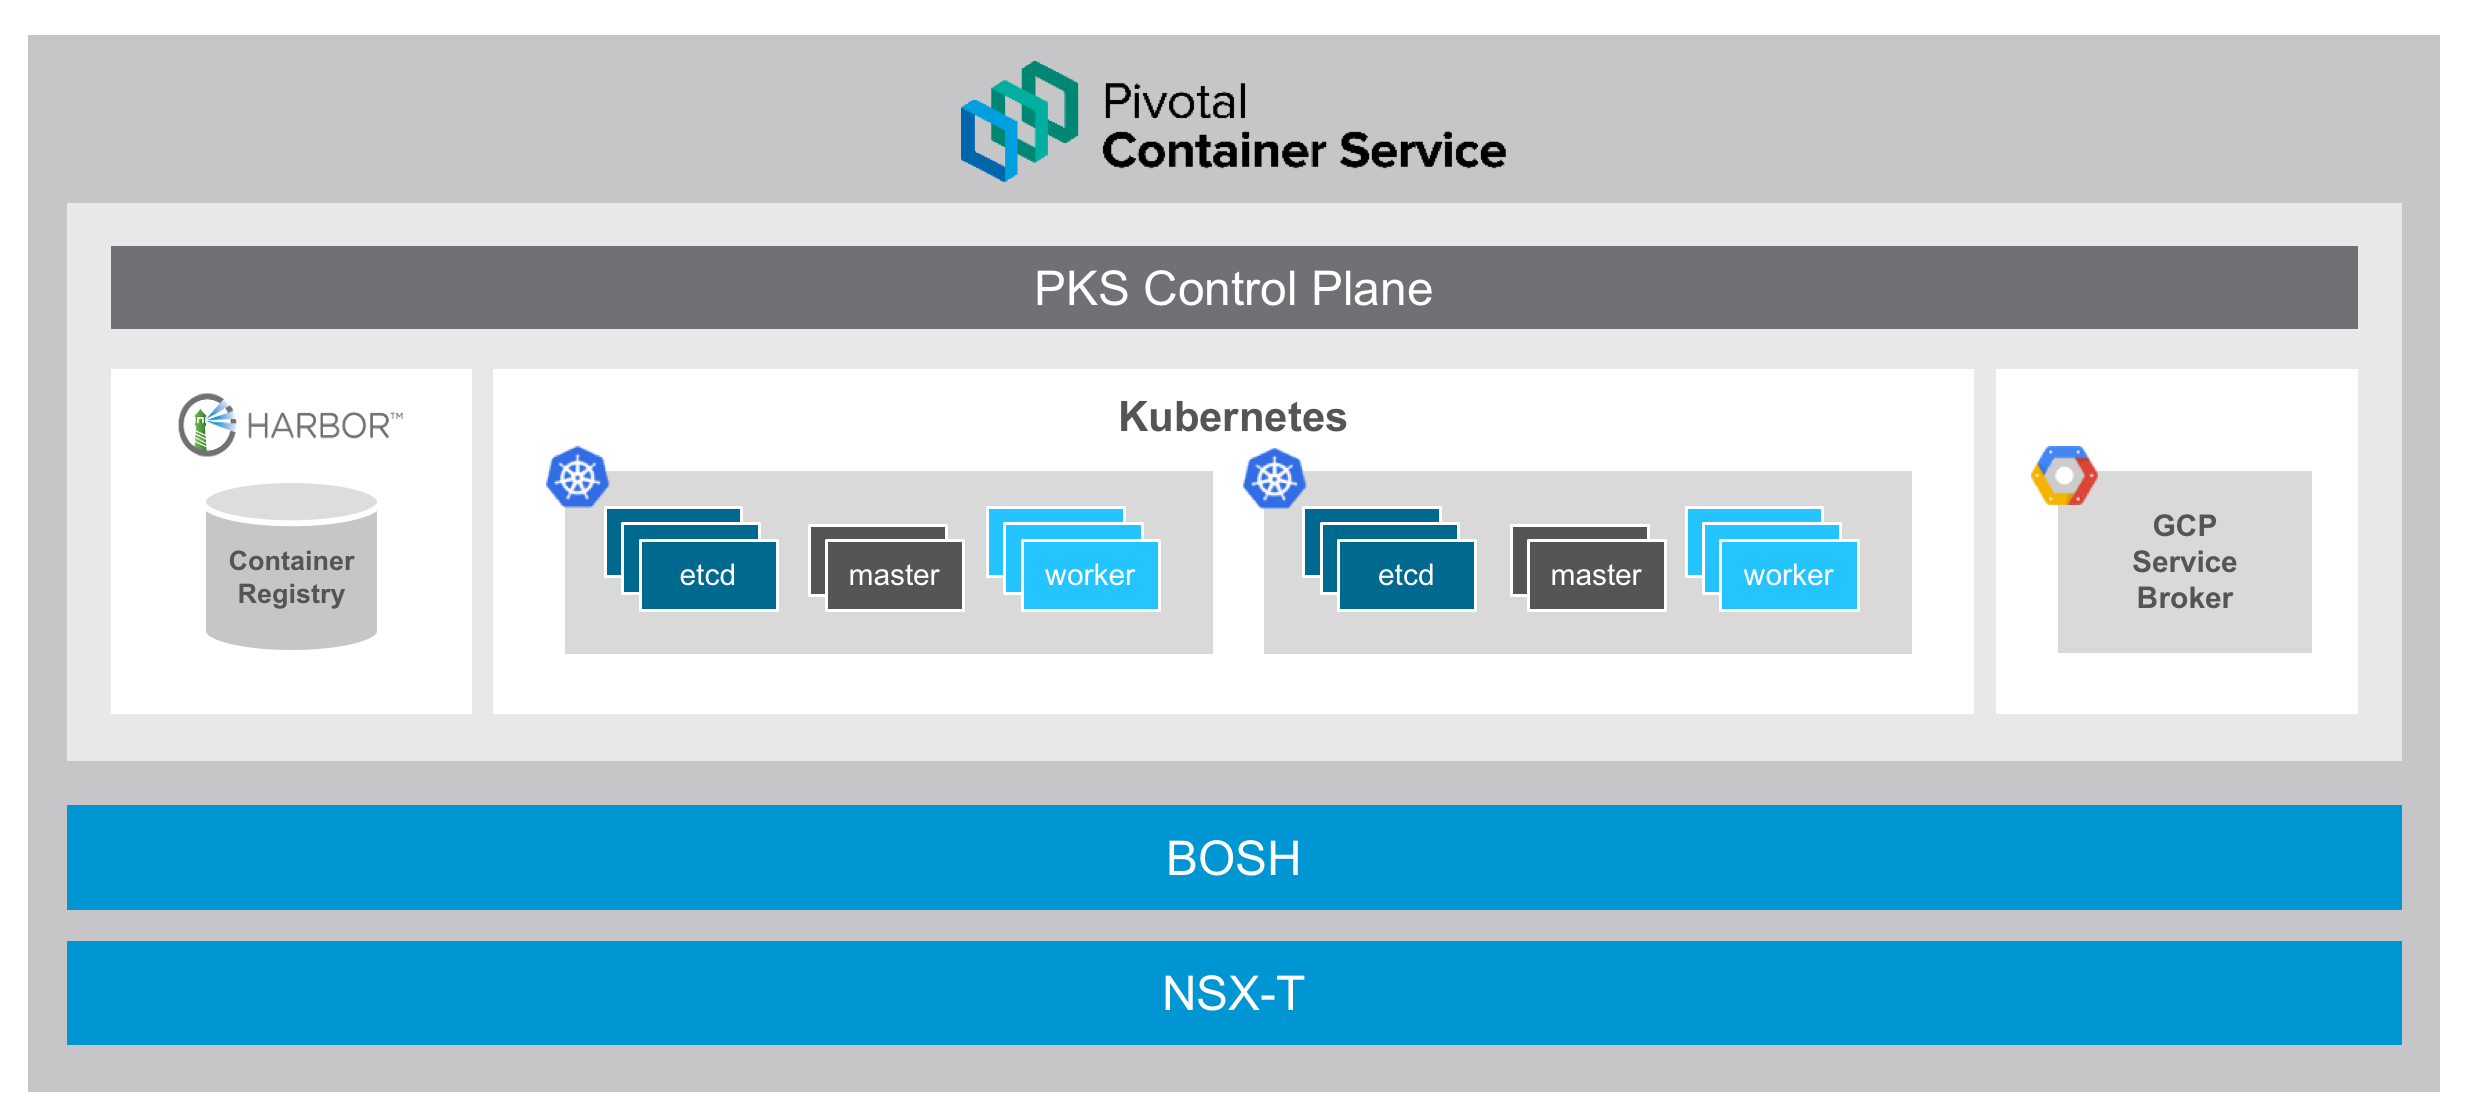 Pivotal
Container Service
PKS Control Plane
HARBOR™
Container
Registry
Kubernetes
etcd
master
worker
etcd
master
worker
GCP
Service
Broker
BOSH
NSX-T